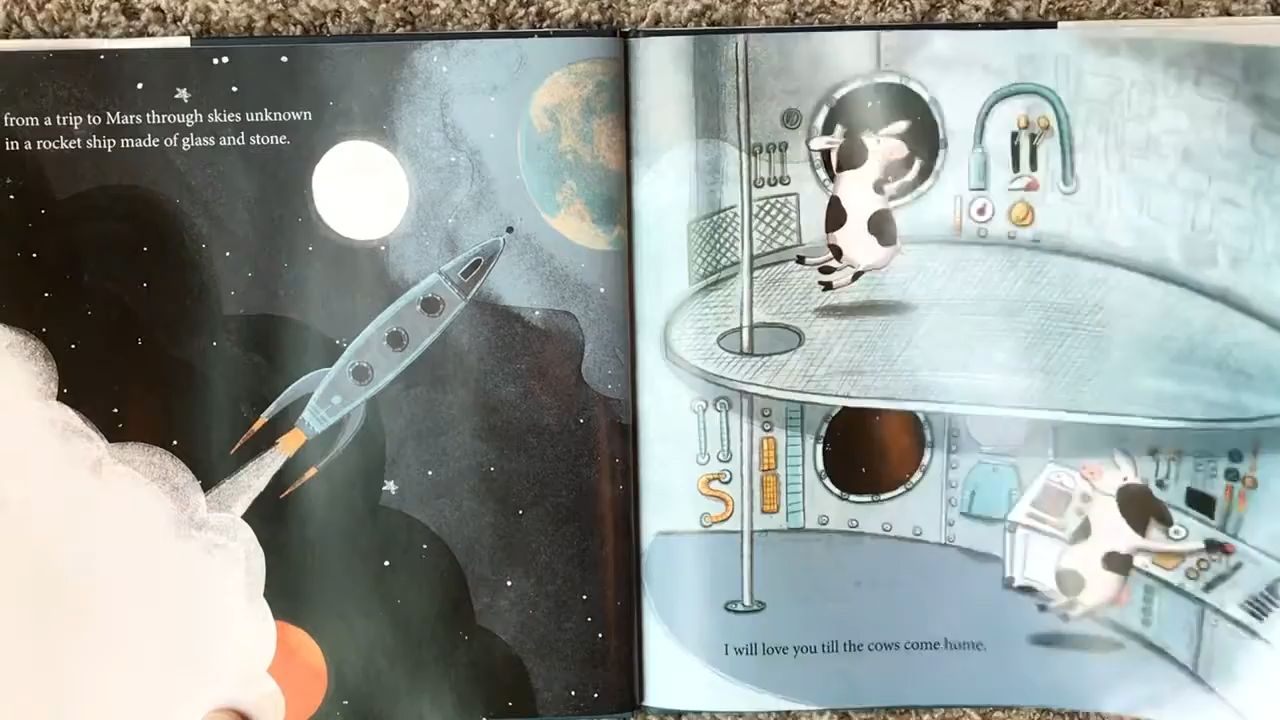 from a trip to Mars through skies unknown
in a rocket ship made of glass and stone.
I will love you till the cows come home.